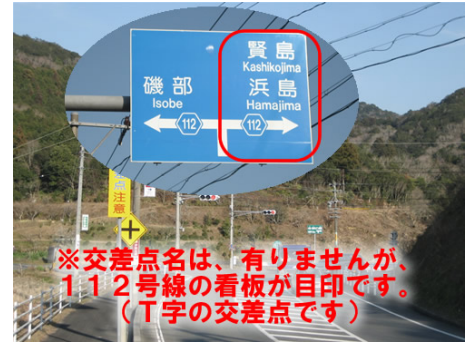 賢島
Kashikojima
磯部
Isobe
浜島
Hamajima
112
112
注意
※交差点名は、有りませんが、
112号線の看板が目印です。
(T字の交差点です)